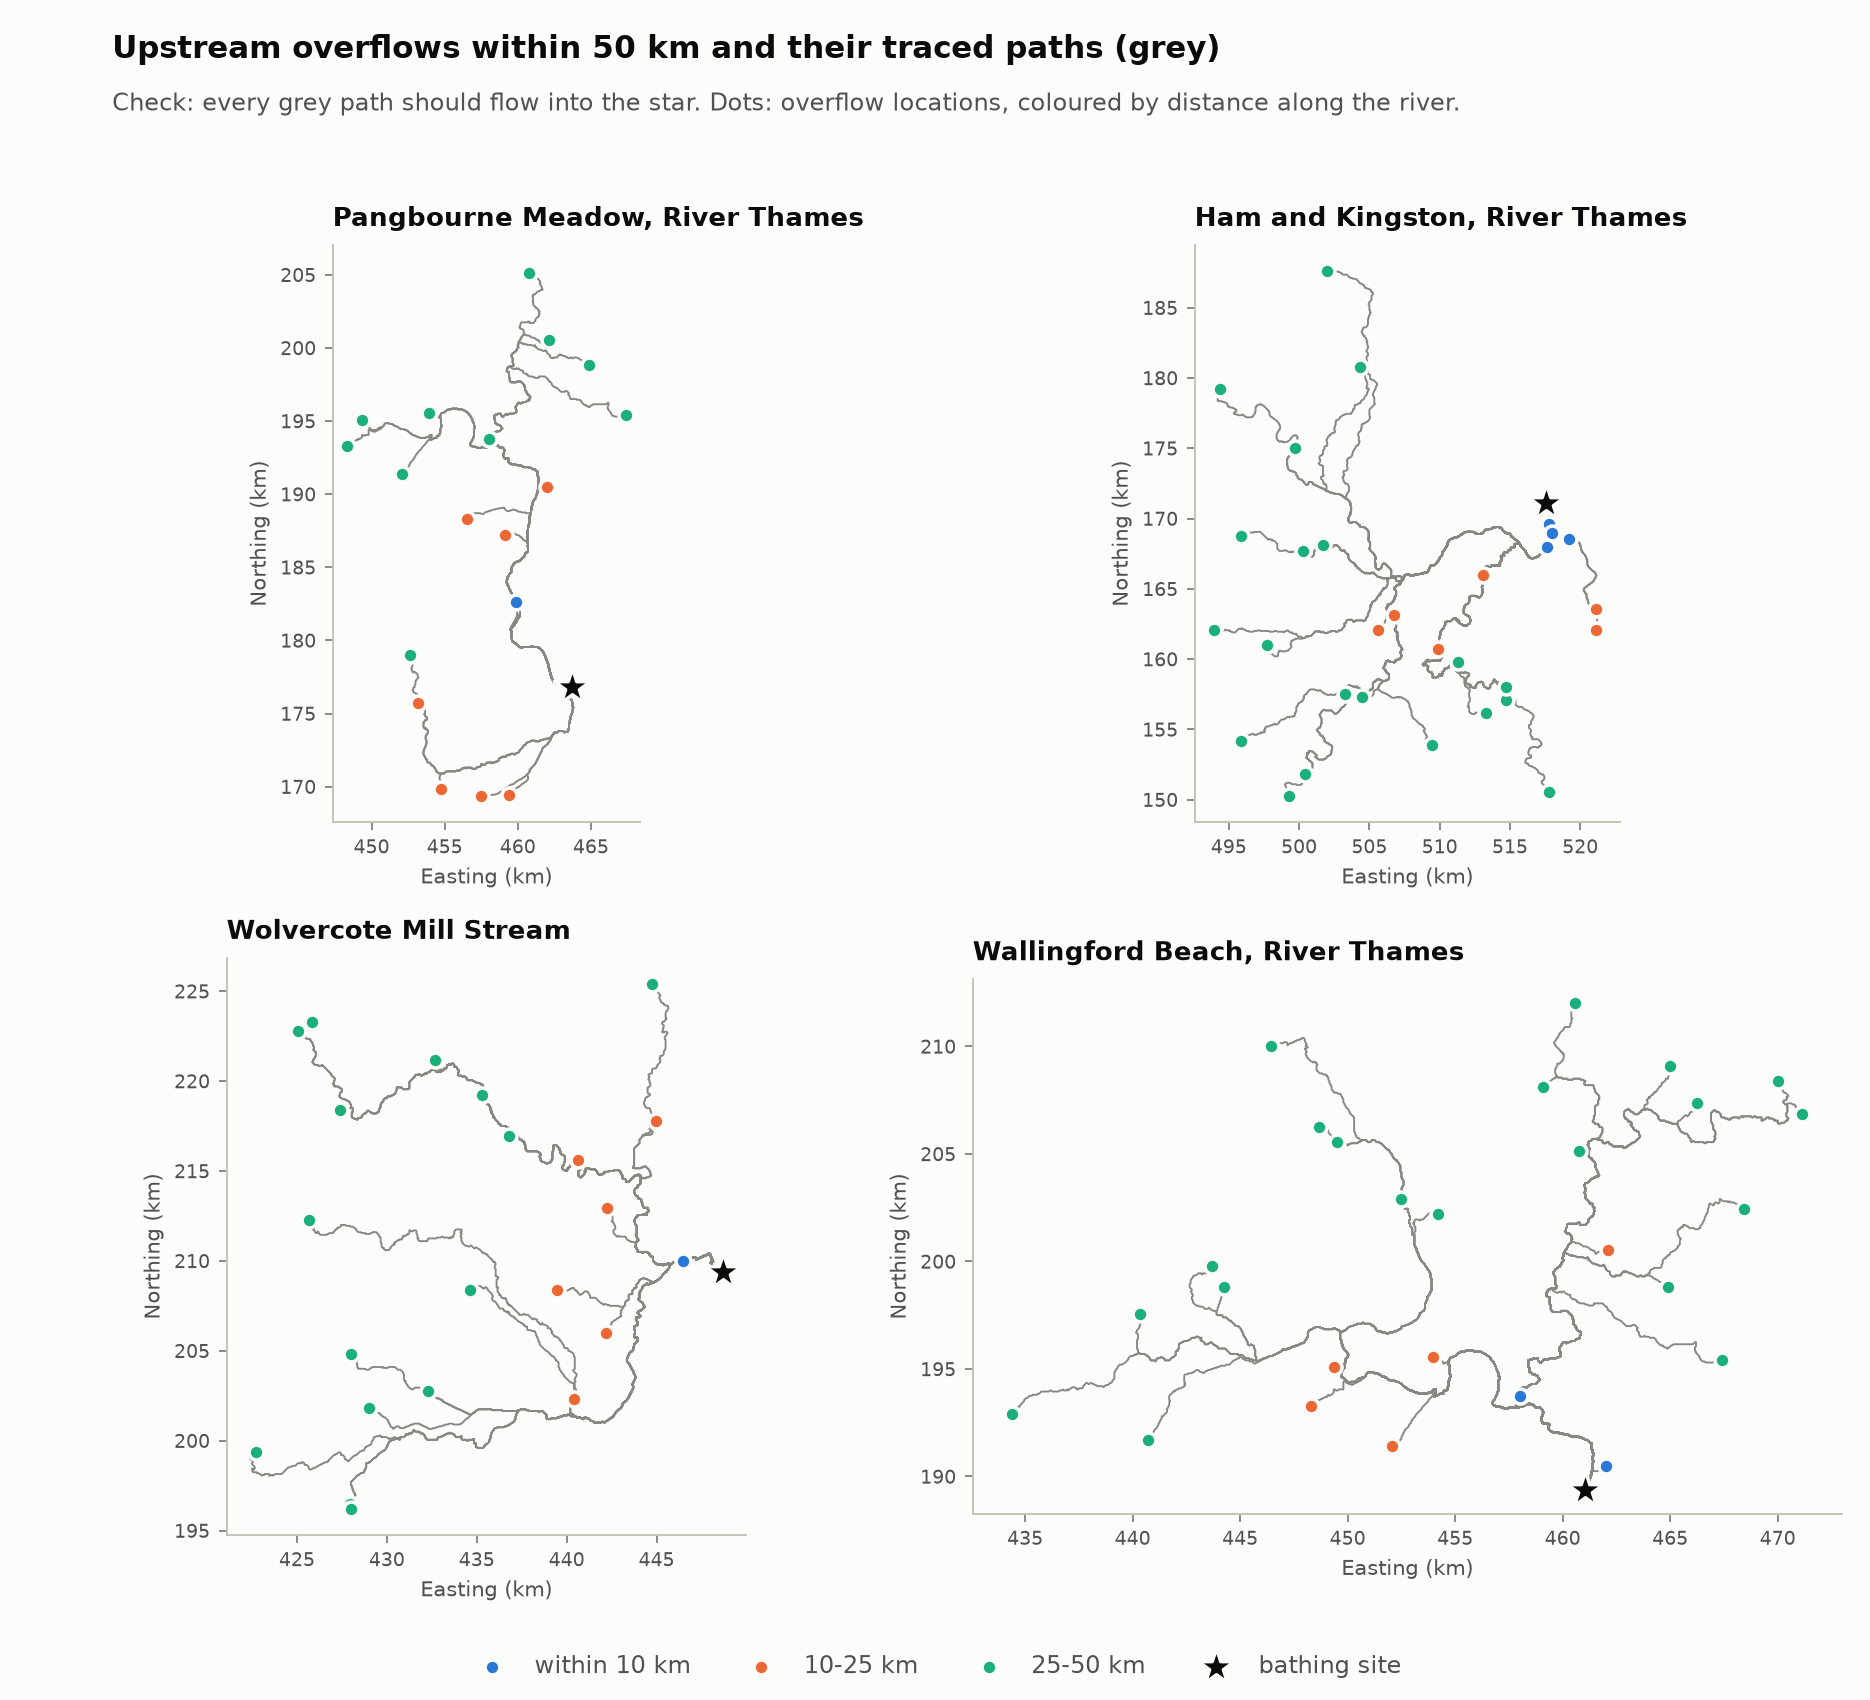 Upstream overflows within 50 km and their traced paths (grey)
Check: every grey path should flow into the star. Dots: overflow locations, coloured by distance along the river.
Pangbourne Meadow, River Thames
205
200
195
190
185
180
175
170
Northing (km)
450 455 460 465
Easting (km)
Ham and Kingston, River Thames
185
180
175
170
165
160
155
150
Northing (km)
495 500 505 510 515 520
Easting (km)
Wolvercote Mill Stream
225
220
215
210
205
200
195
Northing (km)
425 430 435 440 445
Easting (km)
Wallingford Beach, River Thames
210
205
200
195
190
Northing (km)
435 440 445 450 455 460 465 470
Easting (km)
within 10 km 10-25 km 25-50 km bathing site